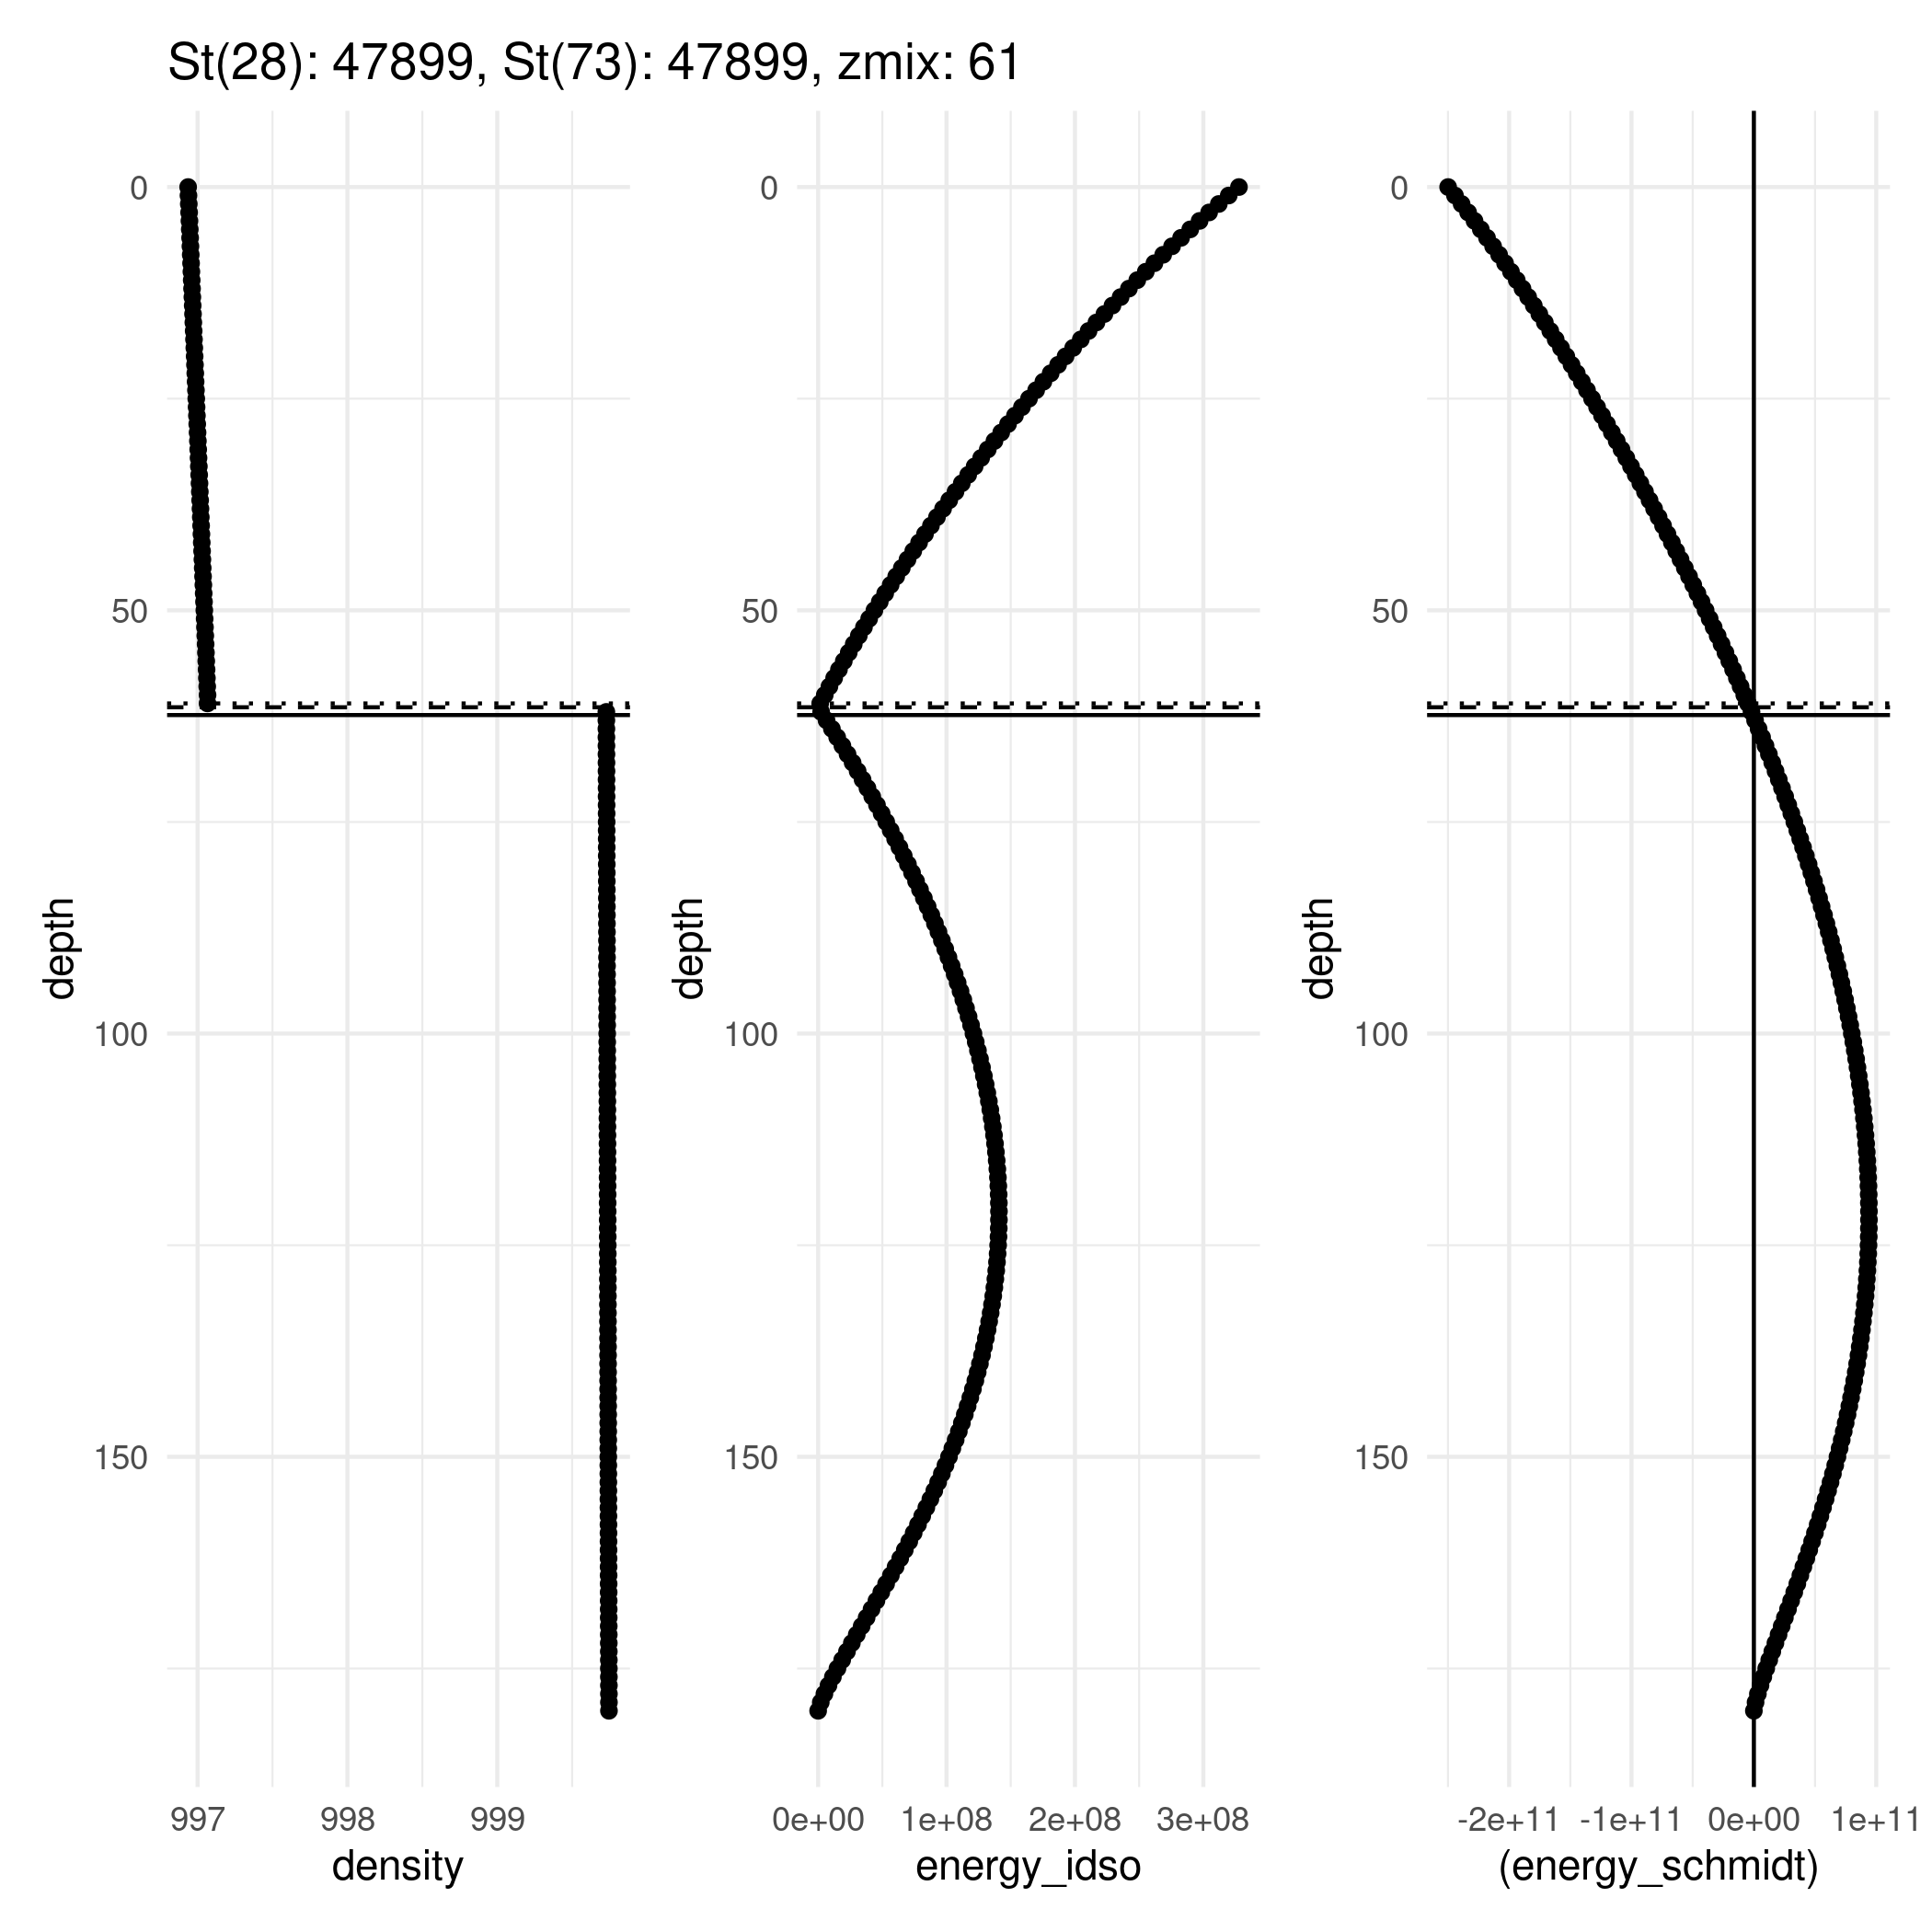 St(28): 47899, St(73): 47899, zmix: 61
0
50
100
150
depth
997 998 999
density
0
50
100
150
depth
0e+00 1e+08 2e+08 3e+08
energy_idso
0
50
100
150
depth
-2e+11 -1e+11 0e+00 1e+11
(energy_schmidt)